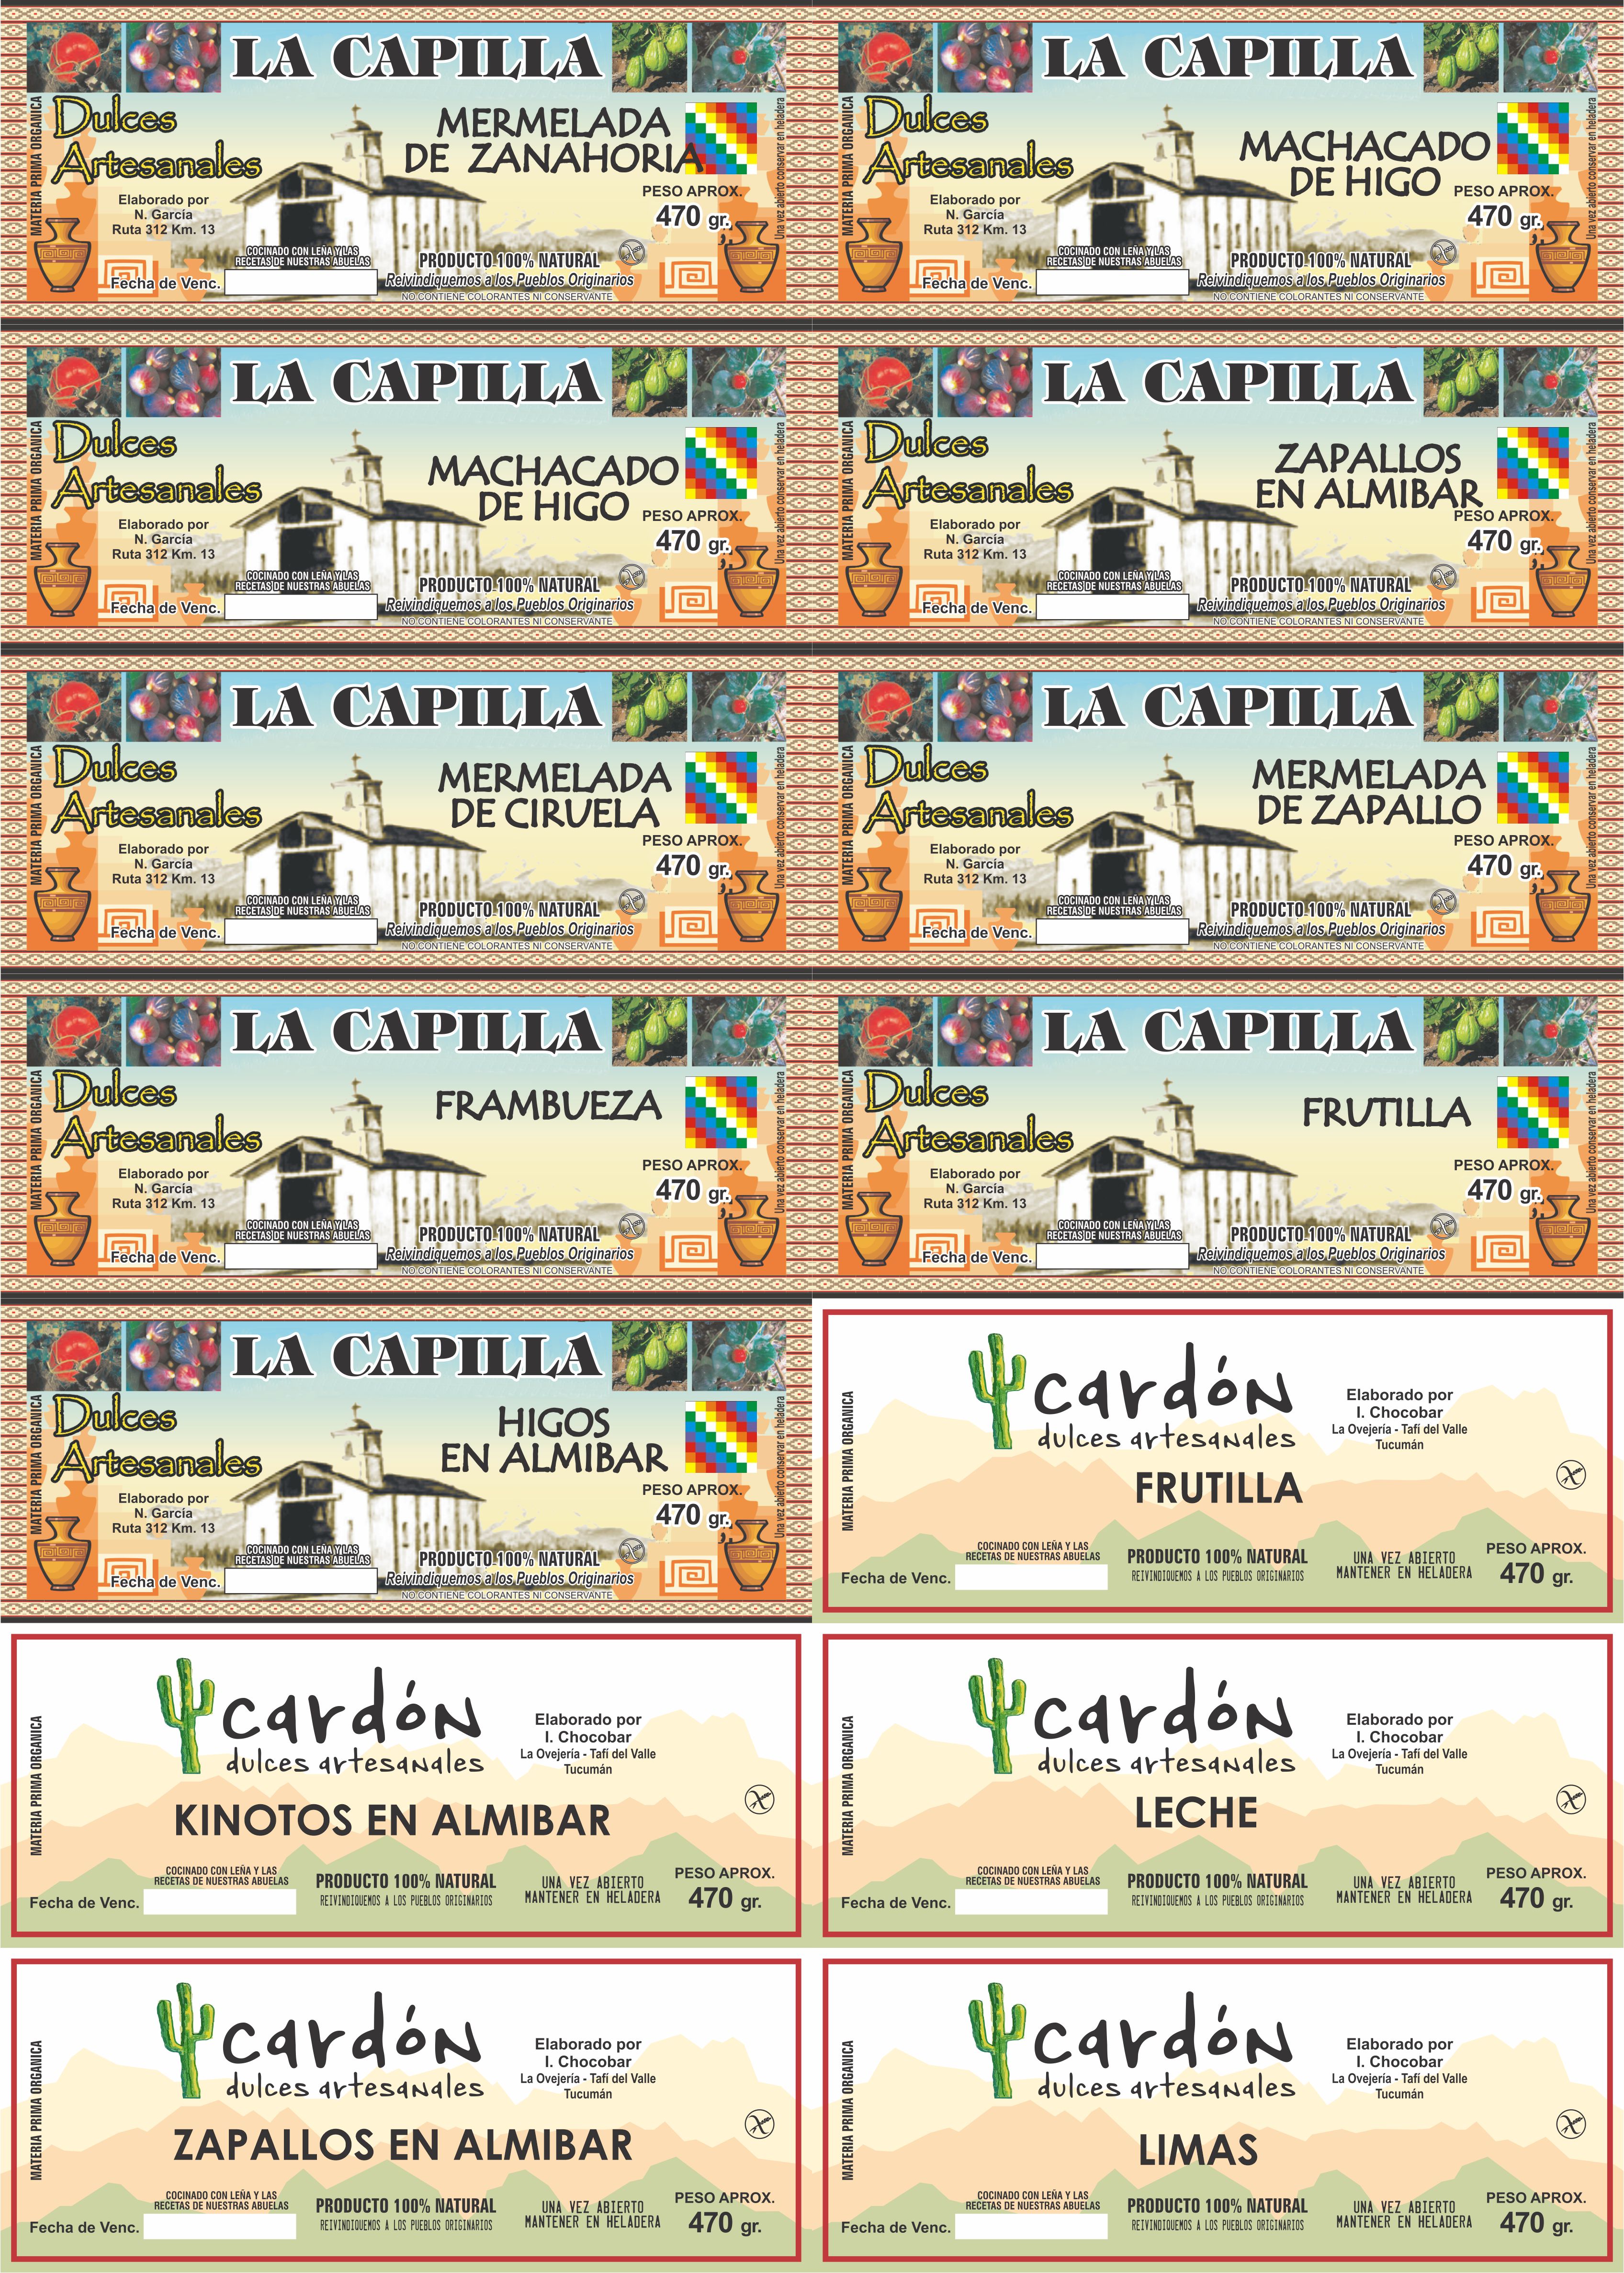 LA CAPILLA
Dulces
Artesanales
MERMELADA
DE ZANAHORIA
MATERIA PRIMA ORGANICA
Elaborado por
N. García
Ruta 312 Km. 13
PESO APROX.
470 gr.
Una vez abierto conservar en heladera
COCINADO CON LEÑA Y LAS
RECETAS DE NUESTRAS ABUELAS
PRODUCTO 100% NATURAL
Fecha de Venc.
Reivindiquemos a los Pueblos Originarios
NO CONTIENE COLORANTES NI CONSERVANTE
LA CAPILLA
Dulces
Artesanales
MACHACADO
DE HIGO
MATERIA PRIMA ORGANICA
Elaborado por
N. García
Ruta 312 Km. 13
PESO APROX.
470 gr.
Una vez abierto conservar en heladera
COCINADO CON LEÑA Y LAS
RECETAS DE NUESTRAS ABUELAS
PRODUCTO 100% NATURAL
Fecha de Venc.
Reivindiquemos a los Pueblos Originarios
NO CONTIENE COLORANTES NI CONSERVANTE
LA CAPILLA
Dulces
Artesanales
MACHACADO
DE HIGO
MATERIA PRIMA ORGANICA
Elaborado por
N. García
Ruta 312 Km. 13
PESO APROX.
470 gr.
Una vez abierto conservar en heladera
COCINADO CON LEÑA Y LAS
RECETAS DE NUESTRAS ABUELAS
PRODUCTO 100% NATURAL
Fecha de Venc.
Reivindiquemos a los Pueblos Originarios
NO CONTIENE COLORANTES NI CONSERVANTE
LA CAPILLA
Dulces
Artesanales
ZAPALLOS
EN ALMIBAR
MATERIA PRIMA ORGANICA
Elaborado por
N. García
Ruta 312 Km. 13
PESO APROX.
470 gr.
Una vez abierto conservar en heladera
COCINADO CON LEÑA Y LAS
RECETAS DE NUESTRAS ABUELAS
PRODUCTO 100% NATURAL
Fecha de Venc.
Reivindiquemos a los Pueblos Originarios
NO CONTIENE COLORANTES NI CONSERVANTE
LA CAPILLA
Dulces
Artesanales
MERMELADA
DE CIRUELA
MATERIA PRIMA ORGANICA
Elaborado por
N. García
Ruta 312 Km. 13
PESO APROX.
470 gr.
Una vez abierto conservar en heladera
COCINADO CON LEÑA Y LAS
RECETAS DE NUESTRAS ABUELAS
PRODUCTO 100% NATURAL
Fecha de Venc.
Reivindiquemos a los Pueblos Originarios
NO CONTIENE COLORANTES NI CONSERVANTE
LA CAPILLA
Dulces
Artesanales
MERMELADA
DE ZAPALLO
MATERIA PRIMA ORGANICA
Elaborado por
N. García
Ruta 312 Km. 13
PESO APROX.
470 gr.
Una vez abierto conservar en heladera
COCINADO CON LEÑA Y LAS
RECETAS DE NUESTRAS ABUELAS
PRODUCTO 100% NATURAL
Fecha de Venc.
Reivindiquemos a los Pueblos Originarios
NO CONTIENE COLORANTES NI CONSERVANTE
LA CAPILLA
Dulces
Artesanales
FRAMBUEZA
MATERIA PRIMA ORGANICA
Elaborado por
N. García
Ruta 312 Km. 13
PESO APROX.
470 gr.
Una vez abierto conservar en heladera
COCINADO CON LEÑA Y LAS
RECETAS DE NUESTRAS ABUELAS
PRODUCTO 100% NATURAL
Fecha de Venc.
Reivindiquemos a los Pueblos Originarios
NO CONTIENE COLORANTES NI CONSERVANTE
LA CAPILLA
Dulces
Artesanales
FRUTILLA
MATERIA PRIMA ORGANICA
Elaborado por
N. García
Ruta 312 Km. 13
PESO APROX.
470 gr.
Una vez abierto conservar en heladera
COCINADO CON LEÑA Y LAS
RECETAS DE NUESTRAS ABUELAS
PRODUCTO 100% NATURAL
Fecha de Venc.
Reivindiquemos a los Pueblos Originarios
NO CONTIENE COLORANTES NI CONSERVANTE
LA CAPILLA
Dulces
Artesanales
HIGOS
EN ALMIBAR
MATERIA PRIMA ORGANICA
Elaborado por
N. García
Ruta 312 Km. 13
PESO APROX.
470 gr.
Una vez abierto conservar en heladera
COCINADO CON LEÑA Y LAS
RECETAS DE NUESTRAS ABUELAS
PRODUCTO 100% NATURAL
Fecha de Venc.
Reivindiquemos a los Pueblos Originarios
NO CONTIENE COLORANTES NI CONSERVANTE
cardón
dulces artesanales
Elaborado por
I. Chocobar
La Ovejería - Tafí del Valle
Tucumán
MATERIA PRIMA ORGANICA
FRUTILLA
COCINADO CON LEÑA Y LAS
RECETAS DE NUESTRAS ABUELAS
Fecha de Venc.
PRODUCTO 100% NATURAL
REIVINDIQUEMOS A LOS PUEBLOS ORIGINARIOS
UNA VEZ ABIERTO
MANTENER EN HELADERA
PESO APROX.
470 gr.
cardón
dulces artesanales
Elaborado por
I. Chocobar
La Ovejería - Tafí del Valle
Tucumán
MATERIA PRIMA ORGANICA
KINOTOS EN ALMIBAR
COCINADO CON LEÑA Y LAS
RECETAS DE NUESTRAS ABUELAS
Fecha de Venc.
PRODUCTO 100% NATURAL
REIVINDIQUEMOS A LOS PUEBLOS ORIGINARIOS
UNA VEZ ABIERTO
MANTENER EN HELADERA
PESO APROX.
470 gr.
cardón
dulces artesanales
Elaborado por
I. Chocobar
La Ovejería - Tafí del Valle
Tucumán
MATERIA PRIMA ORGANICA
LECHE
COCINADO CON LEÑA Y LAS
RECETAS DE NUESTRAS ABUELAS
Fecha de Venc.
PRODUCTO 100% NATURAL
REIVINDIQUEMOS A LOS PUEBLOS ORIGINARIOS
UNA VEZ ABIERTO
MANTENER EN HELADERA
PESO APROX.
470 gr.
cardón
dulces artesanales
Elaborado por
I. Chocobar
La Ovejería - Tafí del Valle
Tucumán
MATERIA PRIMA ORGANICA
ZAPALLOS EN ALMIBAR
COCINADO CON LEÑA Y LAS
RECETAS DE NUESTRAS ABUELAS
Fecha de Venc.
PRODUCTO 100% NATURAL
REIVINDIQUEMOS A LOS PUEBLOS ORIGINARIOS
UNA VEZ ABIERTO
MANTENER EN HELADERA
PESO APROX.
470 gr.
cardón
dulces artesanales
Elaborado por
I. Chocobar
La Ovejería - Tafí del Valle
Tucumán
MATERIA PRIMA ORGANICA
LIMAS
COCINADO CON LEÑA Y LAS
RECETAS DE NUESTRAS ABUELAS
Fecha de Venc.
PRODUCTO 100% NATURAL
REIVINDIQUEMOS A LOS PUEBLOS ORIGINARIOS
UNA VEZ ABIERTO
MANTENER EN HELADERA
PESO APROX.
470 gr.